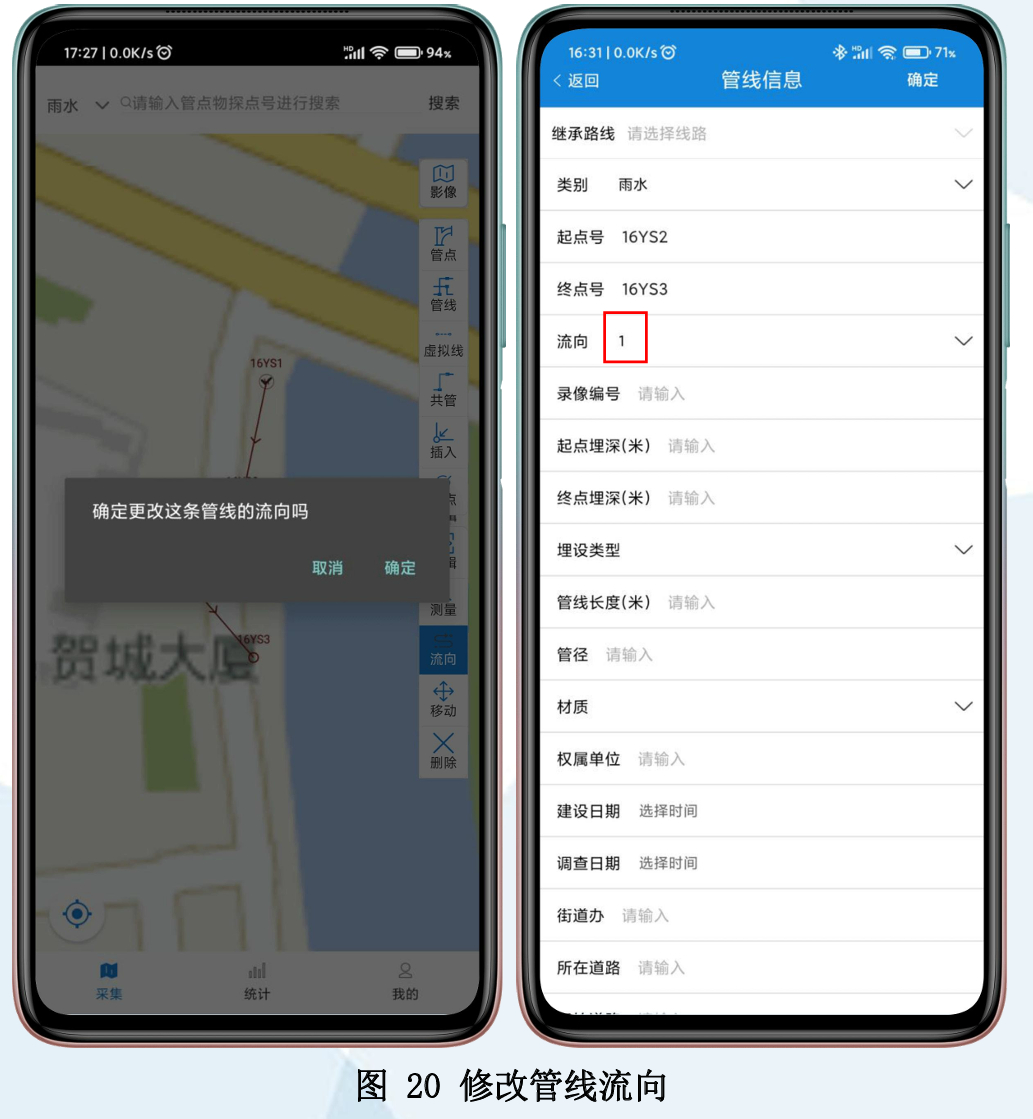 17:27 | 0.0K/s
HD 94%
雨水
请输入管点物探点号进行搜索
搜索
影像
管点
管线
虚拟线
16YS1
共管
插入
点
确定更改这条管线的流向吗
取消 确定
辑
测量
16YS3
贺城大厦
流向
移动
删除
采集 统计 我的
16:31 | 0.0K/s
HD 71%
返回 管线信息 确定
继承路线 请选择线路
类别 雨水
起点号 16YS2
终点号 16YS3
流向 1
录像编号 请输入
起点埋深(米) 请输入
终点埋深(米) 请输入
埋设类型
管线长度(米) 请输入
管径 请输入
材质
权属单位 请输入
建设日期 选择时间
调查日期 选择时间
街道办 请输入
所在道路 请输入
图 20 修改管线流向